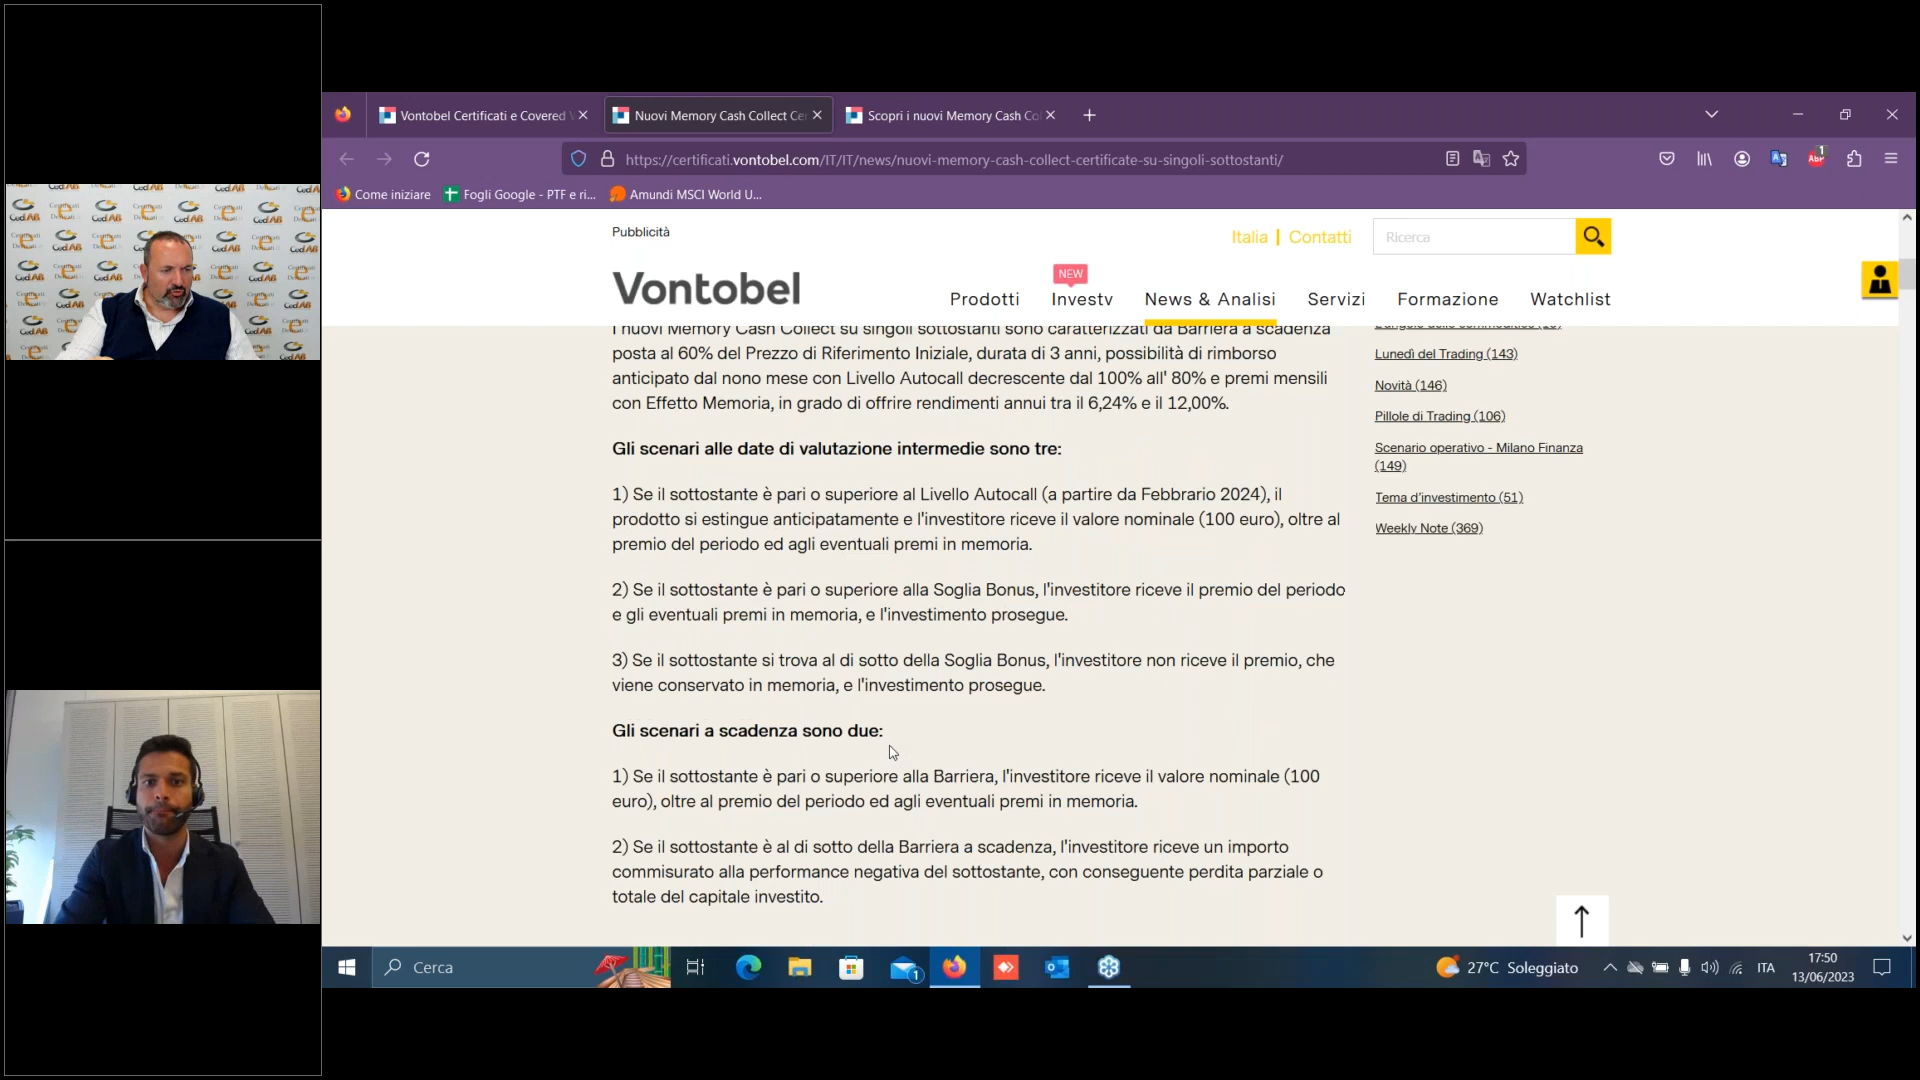 Vontobel Certificati e Covered
Nuovi Memory Cash Collect Ce
Scopri i nuovi Memory Cash Co
https://certificati.vontobel.com/IT/IT/news/nuovi-memory-cash-collect-certificate-su-singoli-sottostanti/
Come iniziare
Fogli Google - PTF e ri...
Amundi MSCI World U...
Pubblicità
Italia | Contatti
Ricerca
Vontobel
NEW
Prodotti
Investv
News & Analisi
Servizi
Formazione
Watchlist
I nuovi Memory Cash Collect su singoli sottostanti sono caratterizzati da Barriera a scadenza
posta al 60% del Prezzo di Riferimento Iniziale, durata di 3 anni, possibilità di rimborso
anticipato dal nono mese con Livello Autocall decrescente dal 100% all' 80% e premi mensili
con Effetto Memoria, in grado di offrire rendimenti annui tra il 6,24% e il 12,00%.
Gli scenari alle date di valutazione intermedie sono tre:
1) Se il sottostante è pari o superiore al Livello Autocall (a partire da Febbrario 2024), il
prodotto si estingue anticipatamente e l'investitore riceve il valore nominale (100 euro), oltre al
premio del periodo ed agli eventuali premi in memoria.
2) Se il sottostante è pari o superiore alla Soglia Bonus, l'investitore riceve il premio del periodo
e gli eventuali premi in memoria, e l'investimento prosegue.
3) Se il sottostante si trova al di sotto della Soglia Bonus, l'investitore non riceve il premio, che
viene conservato in memoria, e l'investimento prosegue.
Gli scenari a scadenza sono due:
1) Se il sottostante è pari o superiore alla Barriera, l'investitore riceve il valore nominale (100
euro), oltre al premio del periodo ed agli eventuali premi in memoria.
2) Se il sottostante è al di sotto della Barriera a scadenza, l'investitore riceve un importo
commisurato alla performance negativa del sottostante, con conseguente perdita parziale o
totale del capitale investito.
Lunedì del Trading (143)
Novità (146)
Pillole di Trading (106)
Scenario operativo - Milano Finanza
(149)
Tema d'investimento (51)
Weekly Note (369)
Cerca
27°C Soleggiato
ITA
17:50
13/06/2023